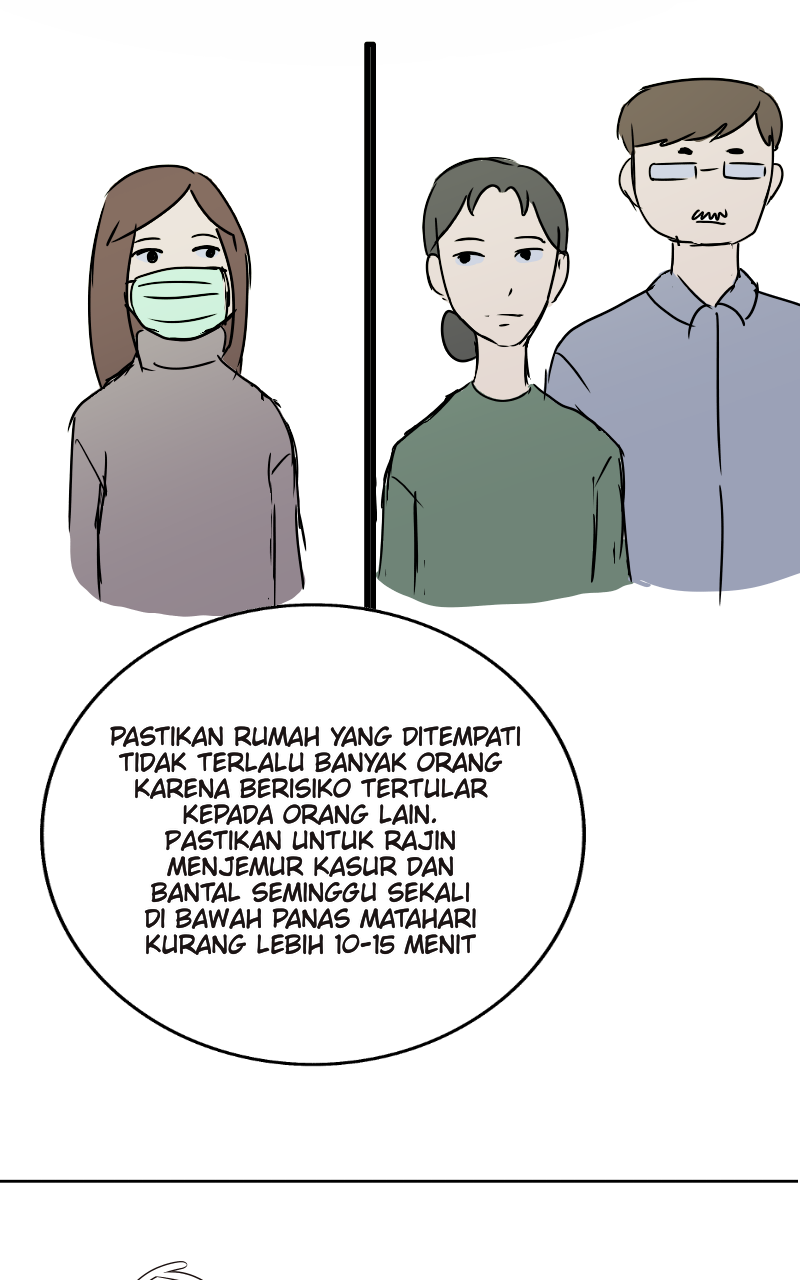 PASTIKAN RUMAH YANG DITEMPATI
TIDAK TERLALU BANYAK ORANG
KARENA BERISIKO TERTULAR
KEPADA ORANG LAIN.
PASTIKAN UNTUK RAJIN
MENJEMUR KASUR DAN
BANTAL SEMINGGU SEKALI
DI BAWAH PANAS MATAHARI
KURANG LEBIH 10-15 MENIT